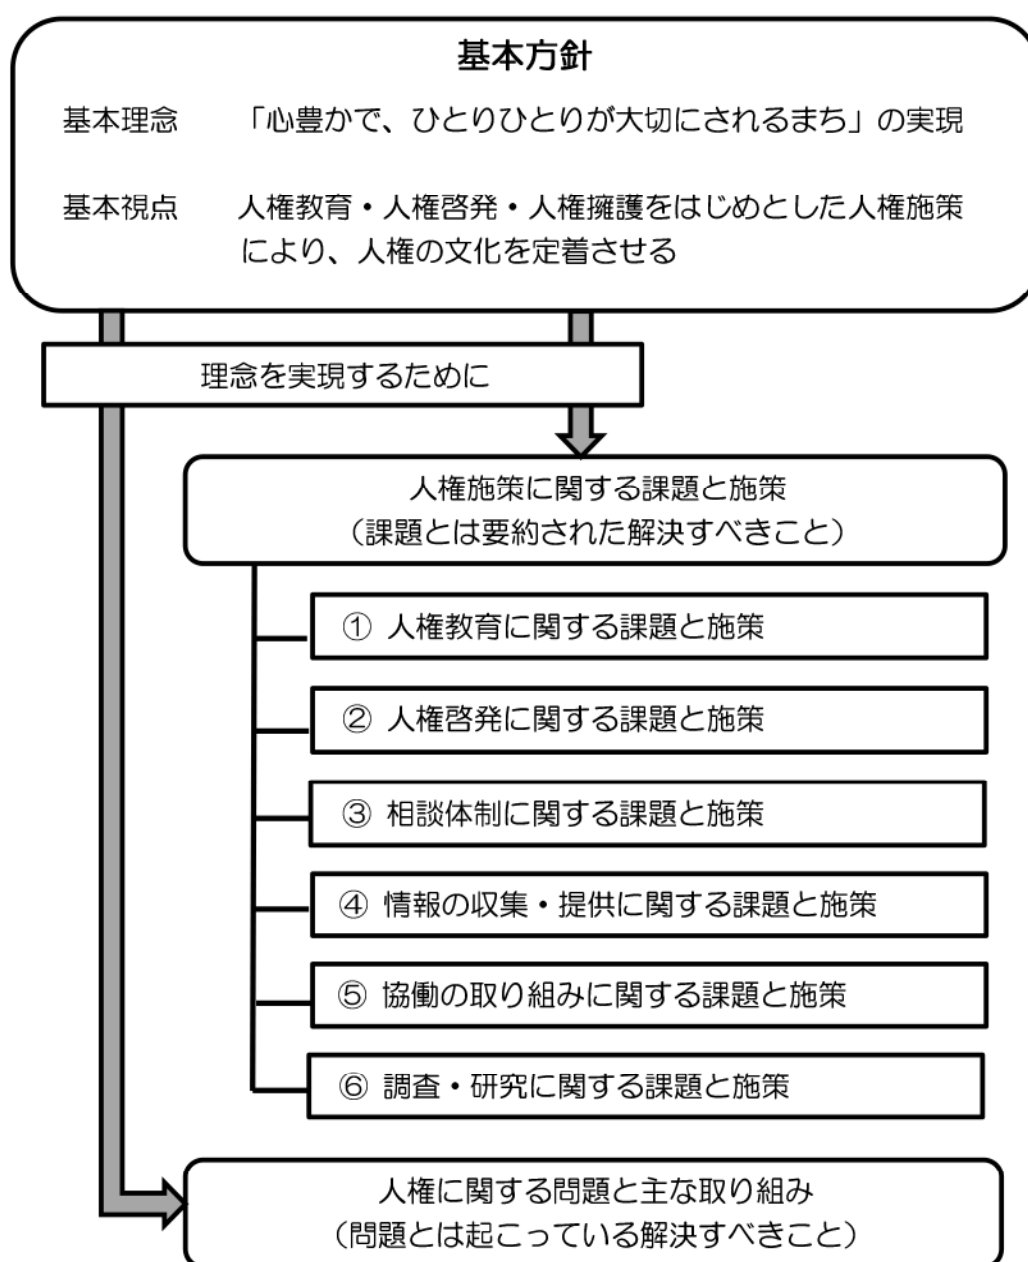 基本方針
基本理念 「心豊かで、ひとりひとりが大切にされるまち」の実現
基本視点 人権教育・人権啓発・人権擁護をはじめとした人権施策
により、人権の文化を定着させる
理念を実現するために
人権施策に関する課題と施策
（課題とは要約された解決すべきこと）
① 人権教育に関する課題と施策
② 人権啓発に関する課題と施策
③ 相談体制に関する課題と施策
④ 情報の収集・提供に関する課題と施策
⑤ 協働の取り組みに関する課題と施策
⑥ 調査・研究に関する課題と施策
人権に関する問題と主な取り組み
（問題とは起こっている解決すべきこと）